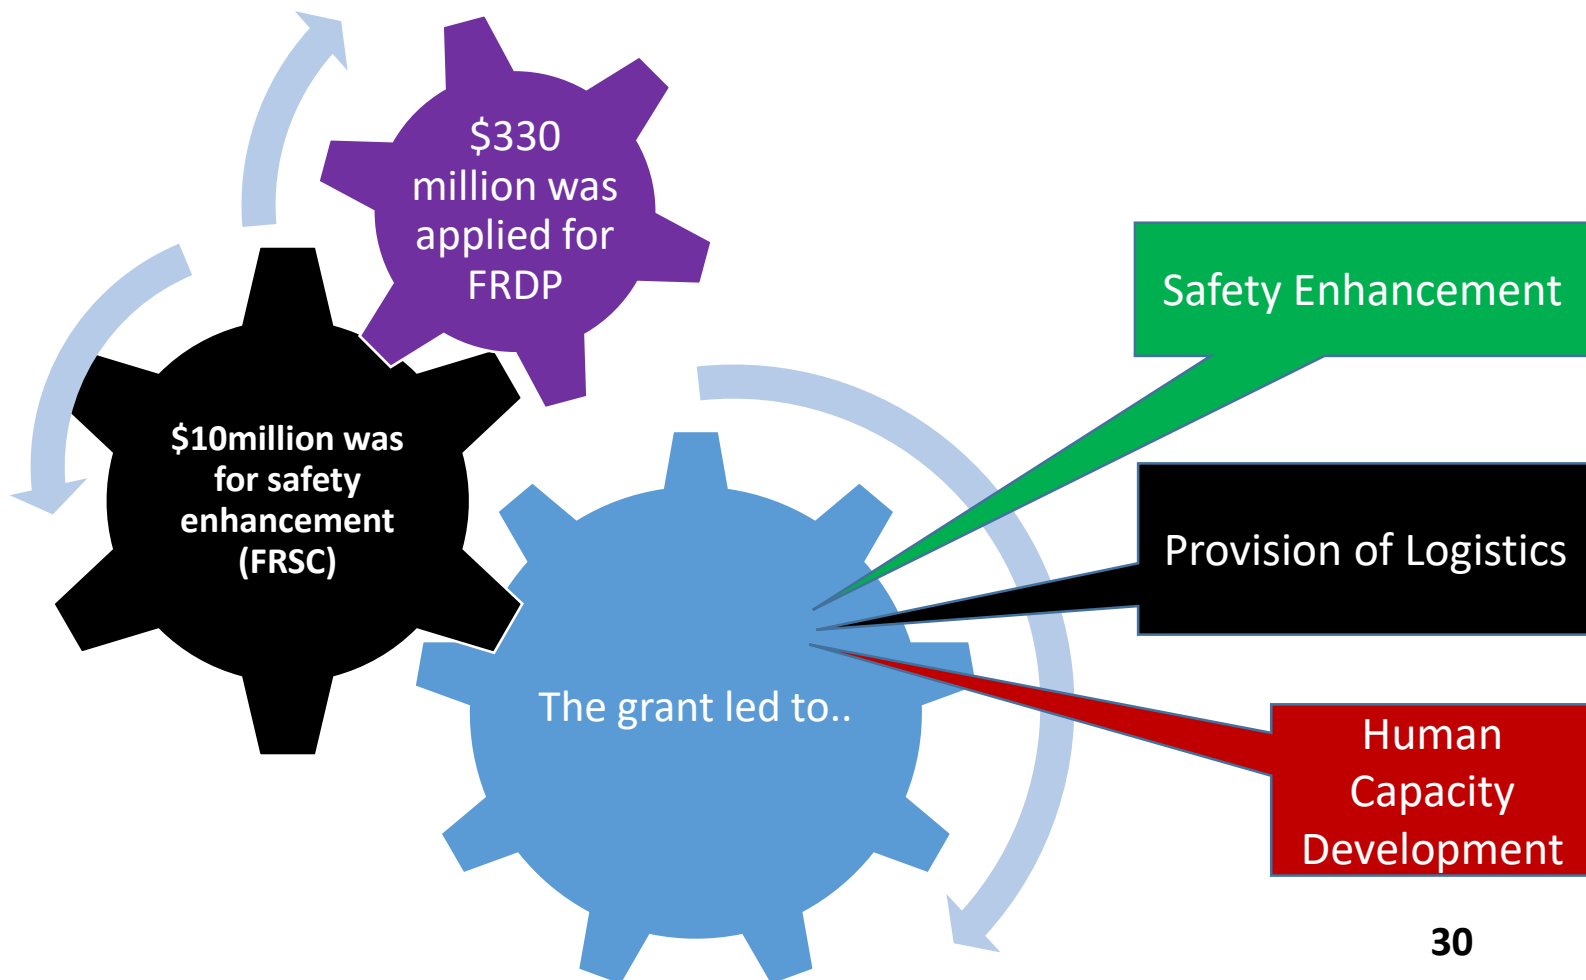 $330
million was
applied for
FRDP
$10million was
for safety
enhancement
(FRSC)
The grant led to..
Safety Enhancement
Provision of Logistics
Human
Capacity
Development
30